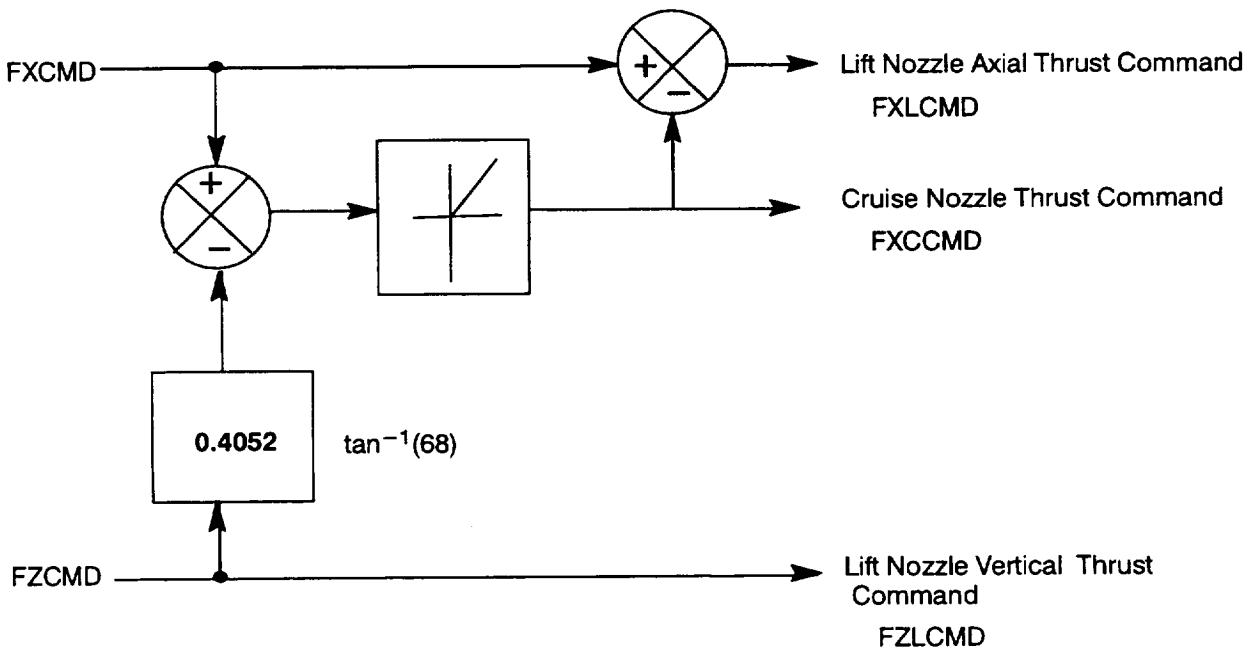 FXCMD
+
−
Lift Nozzle Axial Thrust Command
FXLCMD
+
−
Cruise Nozzle Thrust Command
FXCCMD
0.4052
tan⁻¹(68)
FZCMD
Lift Nozzle Vertical Thrust
Command
FZLCMD